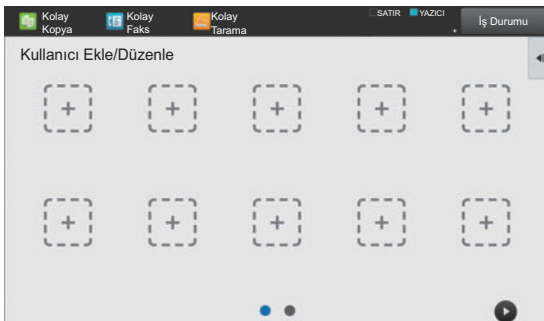 Kolay
Kopya
Kolay
Faks
Kolay
Tarama
SATIR
YAZICI
İş Durumu
Kullanıcı Ekle/Düzenle